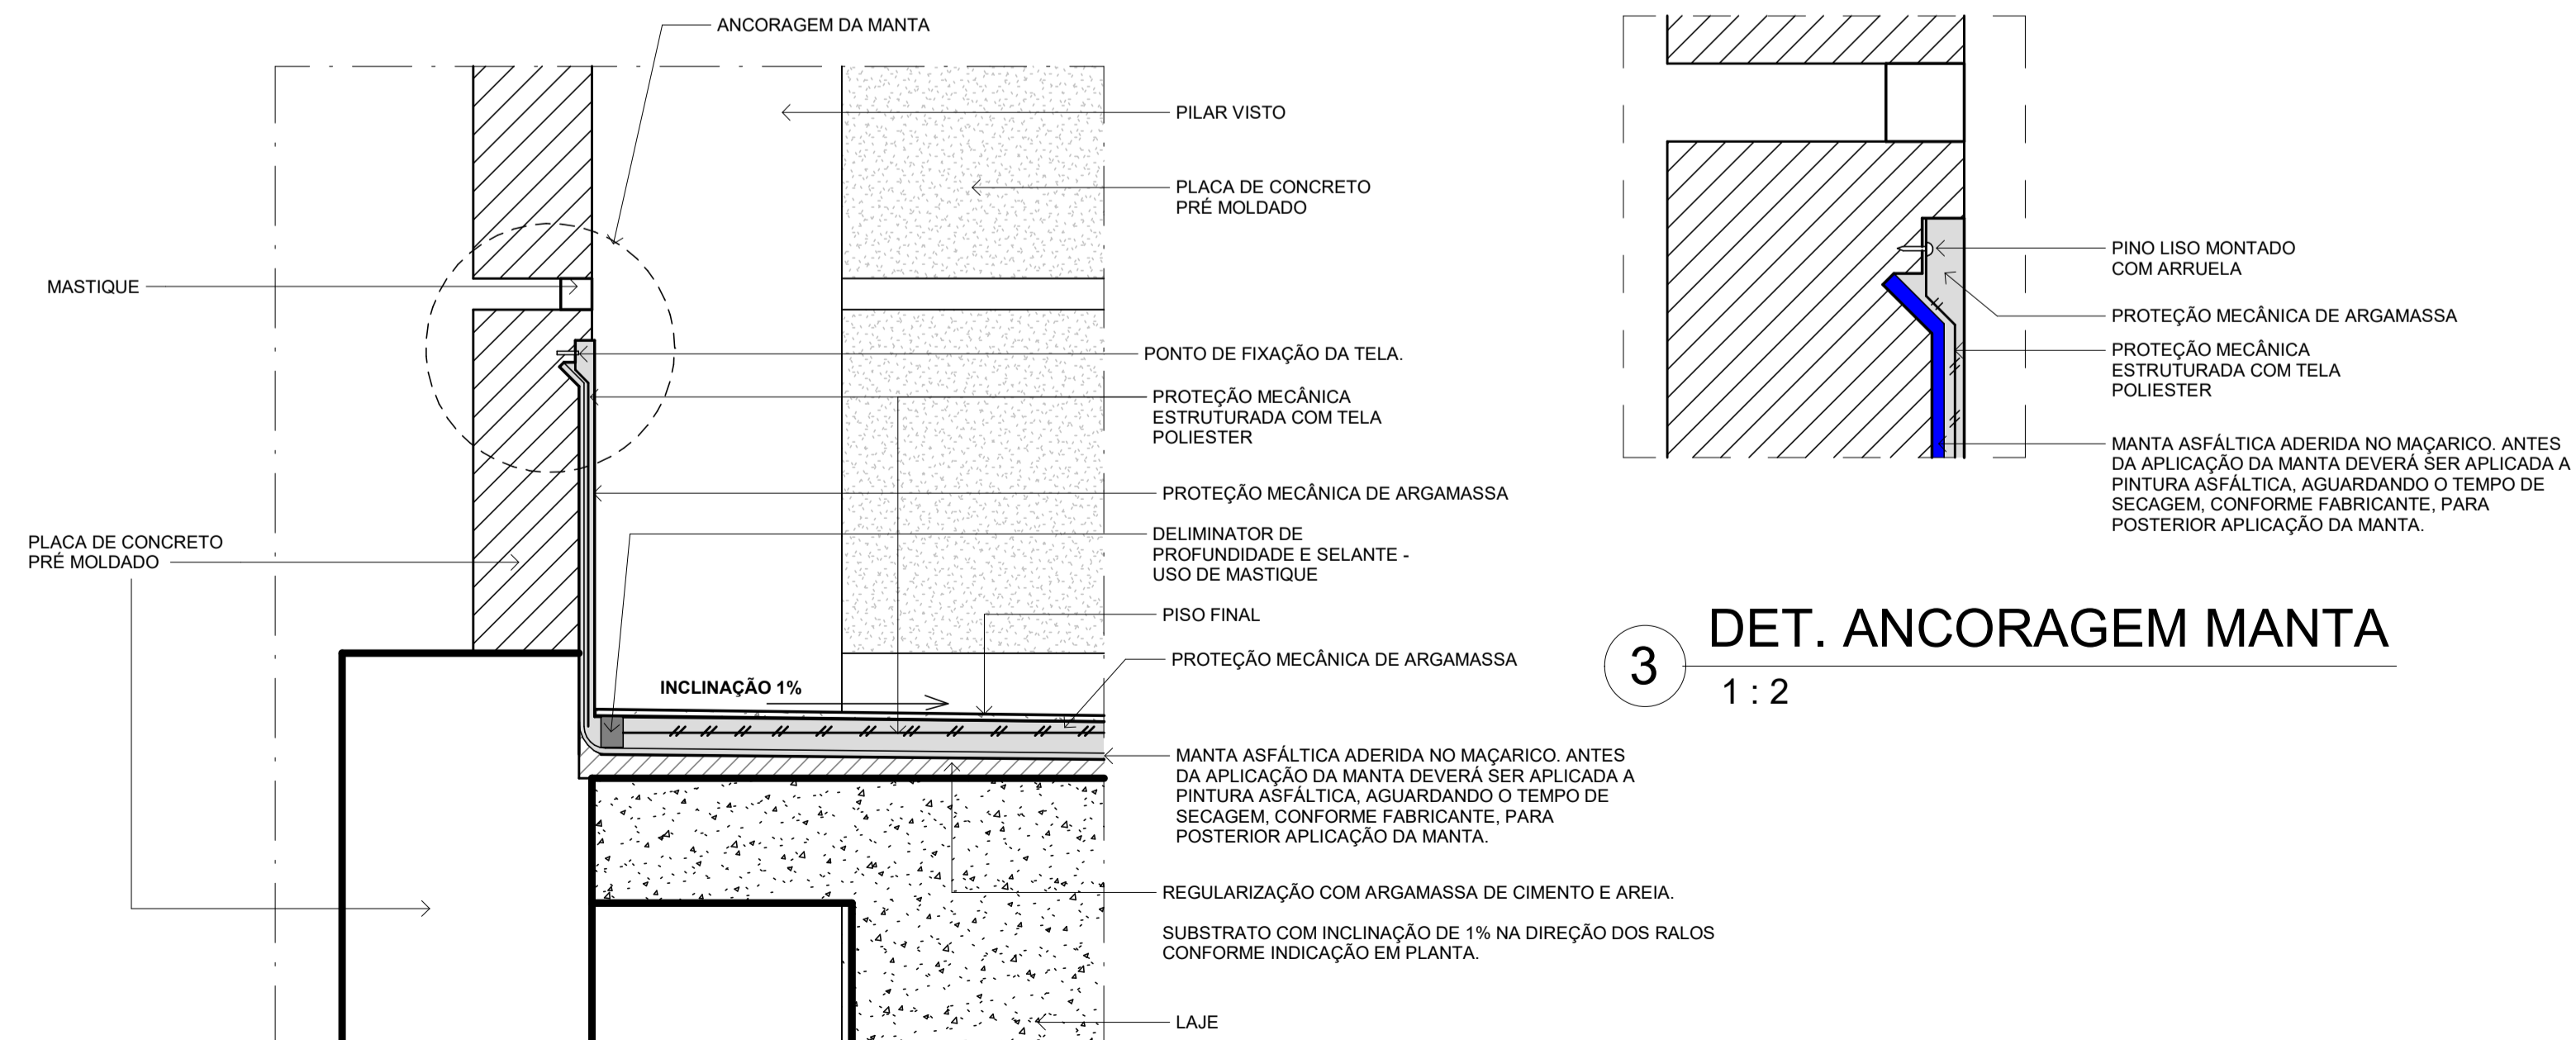 ANCORAGEM DA MANTA
PILAR VISTO
PLACA DE CONCRETO
PRÉ MOLDADO
MASTIQUE
PONTO DE FIXAÇÃO DA TELA.
PROTEÇÃO MECÂNICA
ESTRUTURADA COM TELA
POLIESTER
PROTEÇÃO MECÂNICA DE ARGAMASSA
PLACA DE CONCRETO
PRÉ MOLDADO
DELIMINATOR DE
PROFUNDIDADE E SELANTE -
USO DE MASTIQUE
PISO FINAL
PROTEÇÃO MECÂNICA DE ARGAMASSA
INCLINAÇÃO 1%
MANTA ASFÁLTICA ADERIDA NO MAÇARICO. ANTES
DA APLICAÇÃO DA MANTA DEVERÁ SER APLICADA A
PINTURA ASFÁLTICA, AGUARDANDO O TEMPO DE
SECAGEM, CONFORME FABRICANTE, PARA
POSTERIOR APLICAÇÃO DA MANTA.
REGULARIZAÇÃO COM ARGAMASSA DE CIMENTO E AREIA.
SUBSTRATO COM INCLINAÇÃO DE 1% NA DIREÇÃO DOS RALOS
CONFORME INDICAÇÃO EM PLANTA.
LAJE
PINO LISO MONTADO
COM ARRUELA
PROTEÇÃO MECÂNICA DE ARGAMASSA
PROTEÇÃO MECÂNICA
ESTRUTURADA COM TELA
POLIESTER
MANTA ASFÁLTICA ADERIDA NO MAÇARICO. ANTES
DA APLICAÇÃO DA MANTA DEVERÁ SER APLICADA A
PINTURA ASFÁLTICA, AGUARDANDO O TEMPO DE
SECAGEM, CONFORME FABRICANTE, PARA
POSTERIOR APLICAÇÃO DA MANTA.
3 DET. ANCORAGEM MANTA
1 : 2